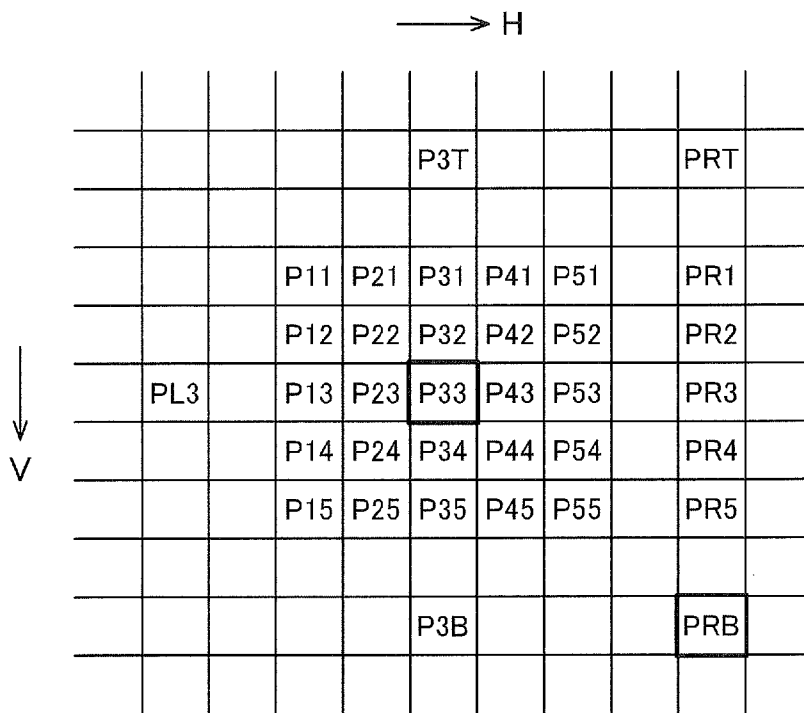 H
P3T PRT
P11 P21 P31 P41 P51 PR1
P12 P22 P32 P42 P52 PR2
PL3 P13 P23 P33 P43 P53 PR3
P14 P24 P34 P44 P54 PR4
V
P15 P25 P35 P45 P55 PR5
P3B PRB